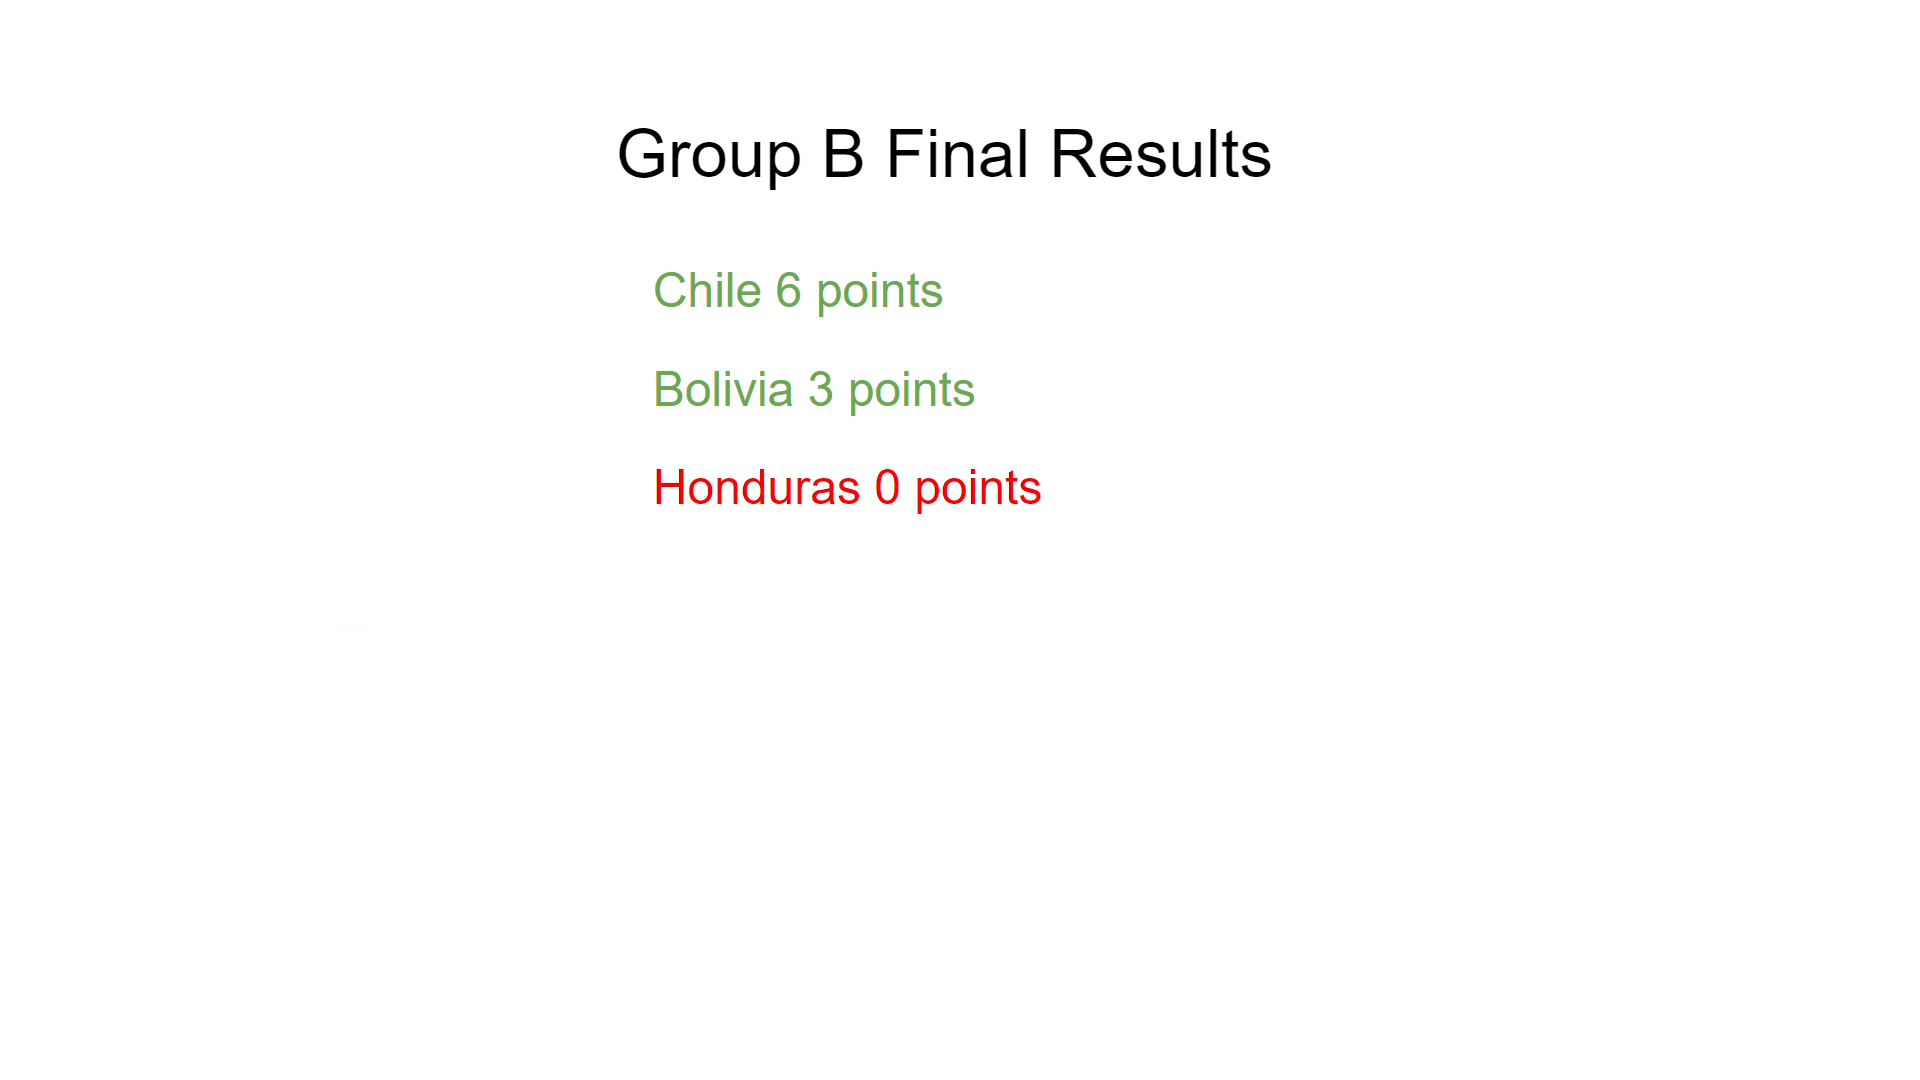 Group B Final Results
Chile 6 points
Bolivia 3 points
Honduras 0 points